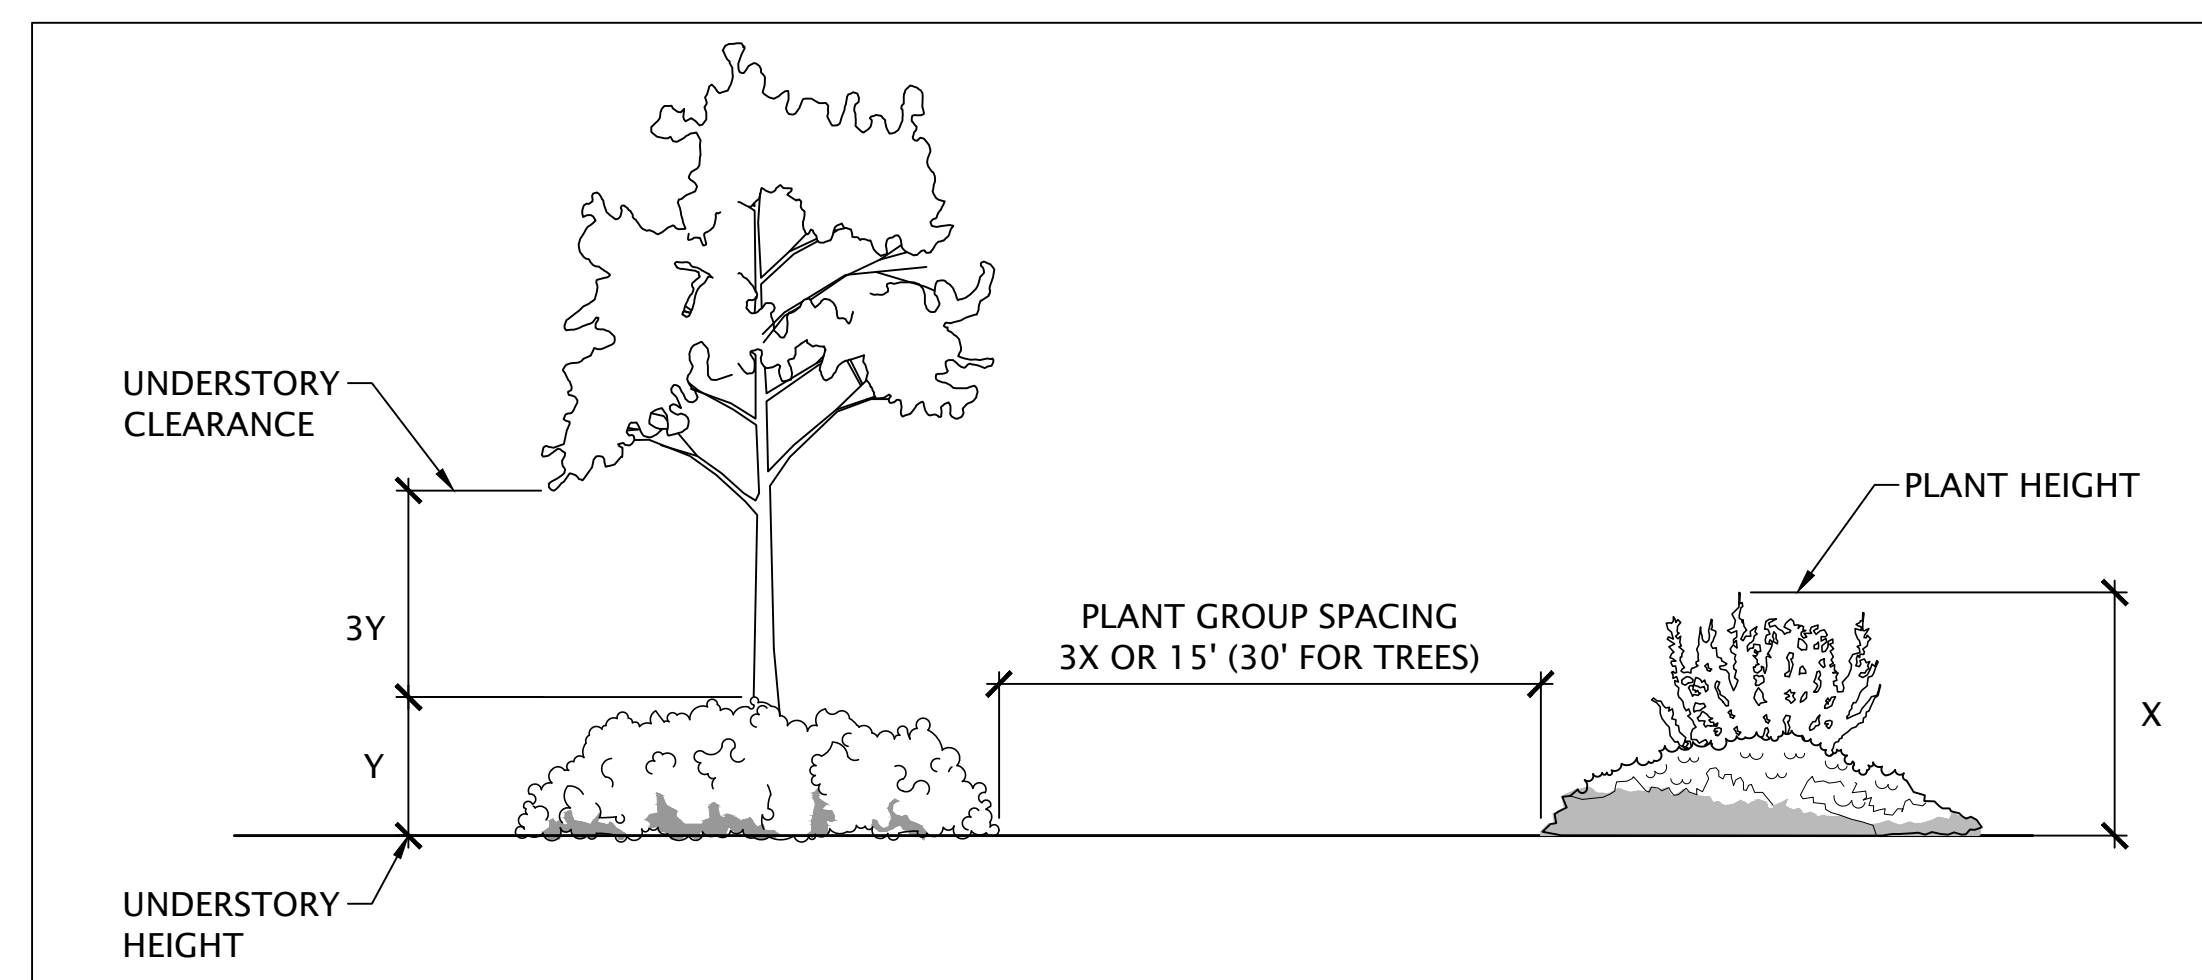 UNDERSTORY
CLEARANCE
PLANT HEIGHT
3Y
PLANT GROUP SPACING
3X OR 15' (30' FOR TREES)
X
Y
UNDERSTORY
HEIGHT